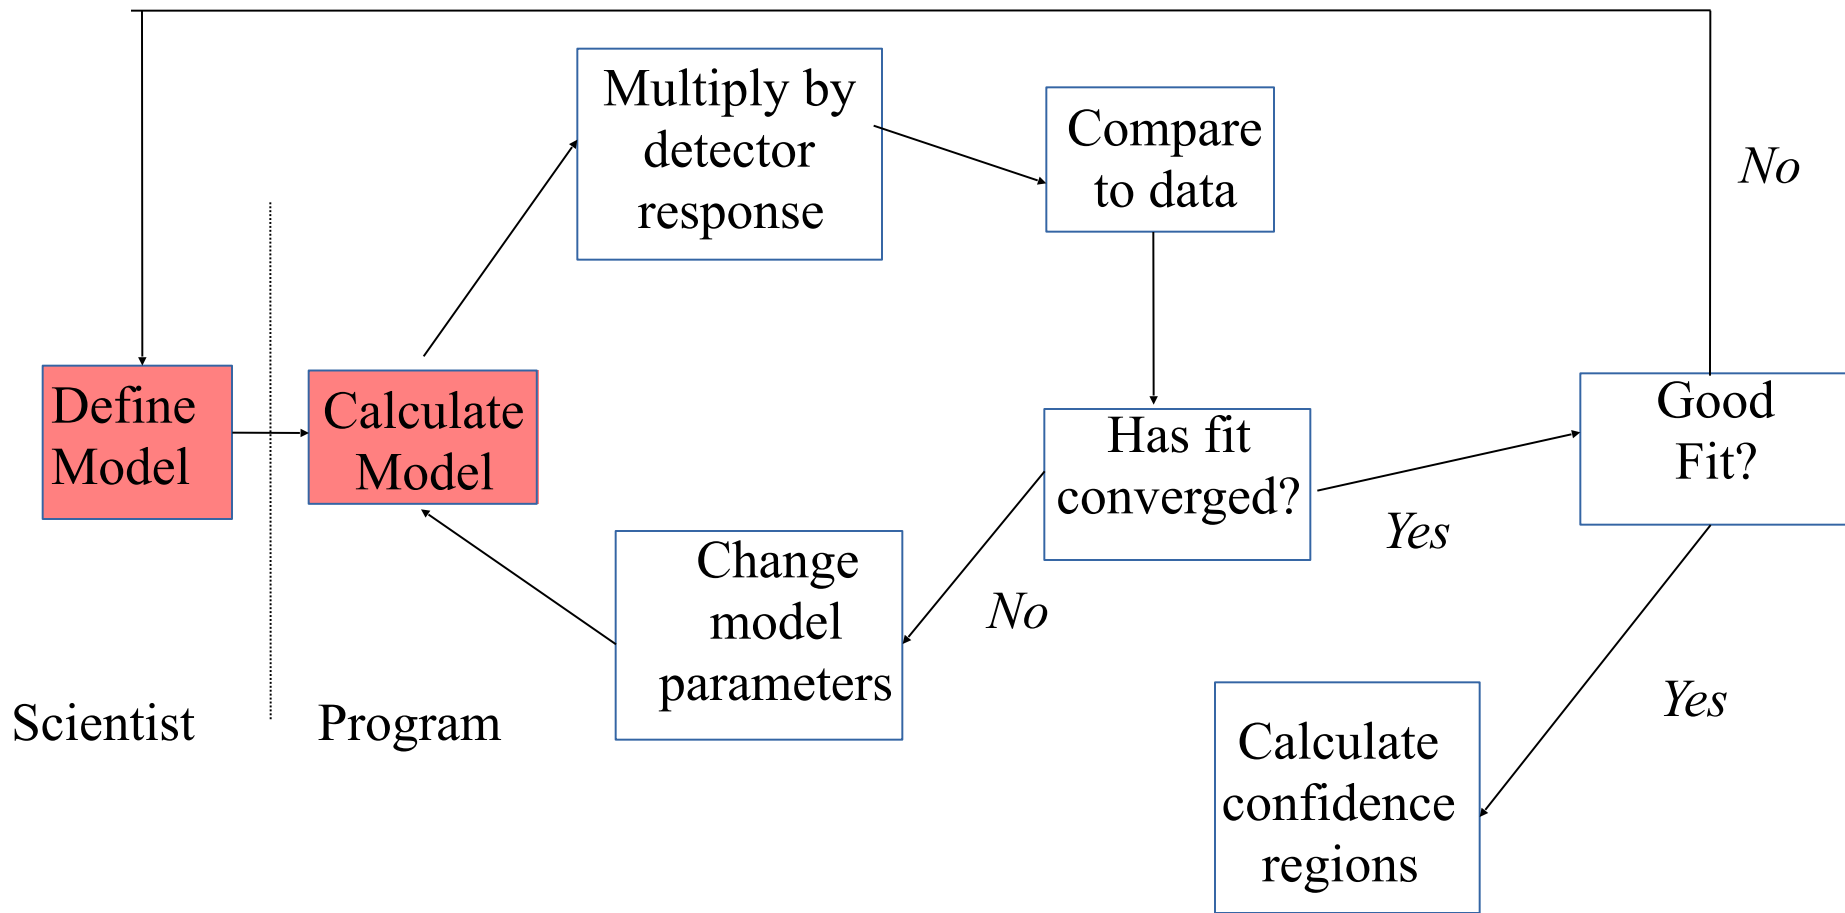 Multiply by
detector
response
Compare
to data
No
Define
Model
Calculate
Model
Has fit
converged?
Good
Fit?
Yes
Change
model
parameters
No
Scientist
Program
Yes
Calculate
confidence
regions